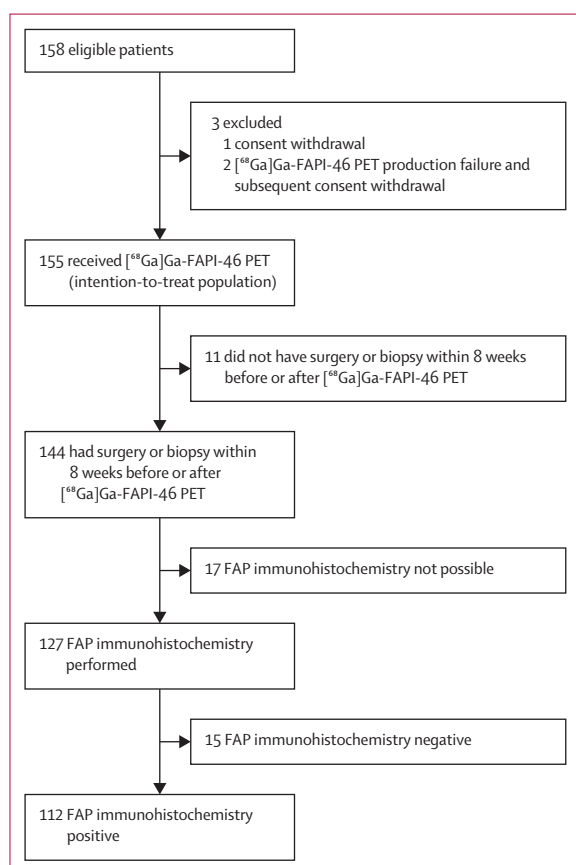 158 eligible patients
3 excluded
1 consent withdrawal
2 [⁶⁸Ga]Ga-FAPI-46 PET production failure and
subsequent consent withdrawal
155 received [⁶⁸Ga]Ga-FAPI-46 PET
(intention-to-treat population)
11 did not have surgery or biopsy within 8 weeks
before or after [⁶⁸Ga]Ga-FAPI-46 PET
144 had surgery or biopsy within
8 weeks before or after
[⁶⁸Ga]Ga-FAPI-46 PET
17 FAP immunohistochemistry not possible
127 FAP immunohistochemistry
performed
15 FAP immunohistochemistry negative
112 FAP immunohistochemistry
positive